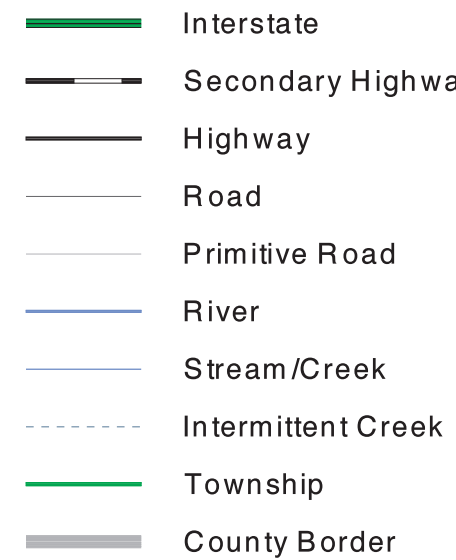 Interstate
Secondary Highwa
Highway
Road
Primitive Road
River
Stream/Creek
Intermittent Creek
Township
County Border